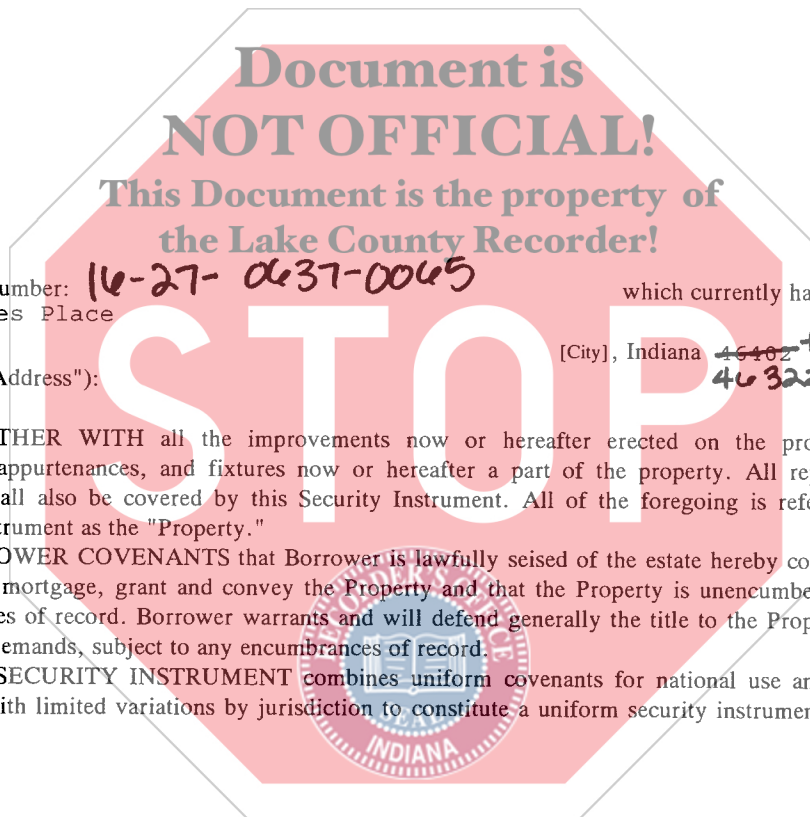 Document is
NOT OFFICIAL!
This Document is the property of
the Lake County Recorder!
umber: 16-27-0637-0065 which currently ha
es Place
[City], Indiana 46402
Address"): 4632
THER WITH all the improvements now or hereafter erected on the pro
appurtenances, and fixtures now or hereafter a part of the property. All re
all also be covered by this Security Instrument. All of the foregoing is refe
trument as the "Property."
OWER COVENANTS that Borrower is lawfully seised of the estate hereby co
mortgage, grant and convey the Property and that the Property is unencumbe
es of record. Borrower warrants and will defend generally the title to the Prop
emands, subject to any encumbrances of record.
SECURITY INSTRUMENT combines uniform covenants for national use an
ith limited variations by jurisdiction to constitute a uniform security instrumen
STOP
RECORDER'S OFFICE
SEAL
INDIANA